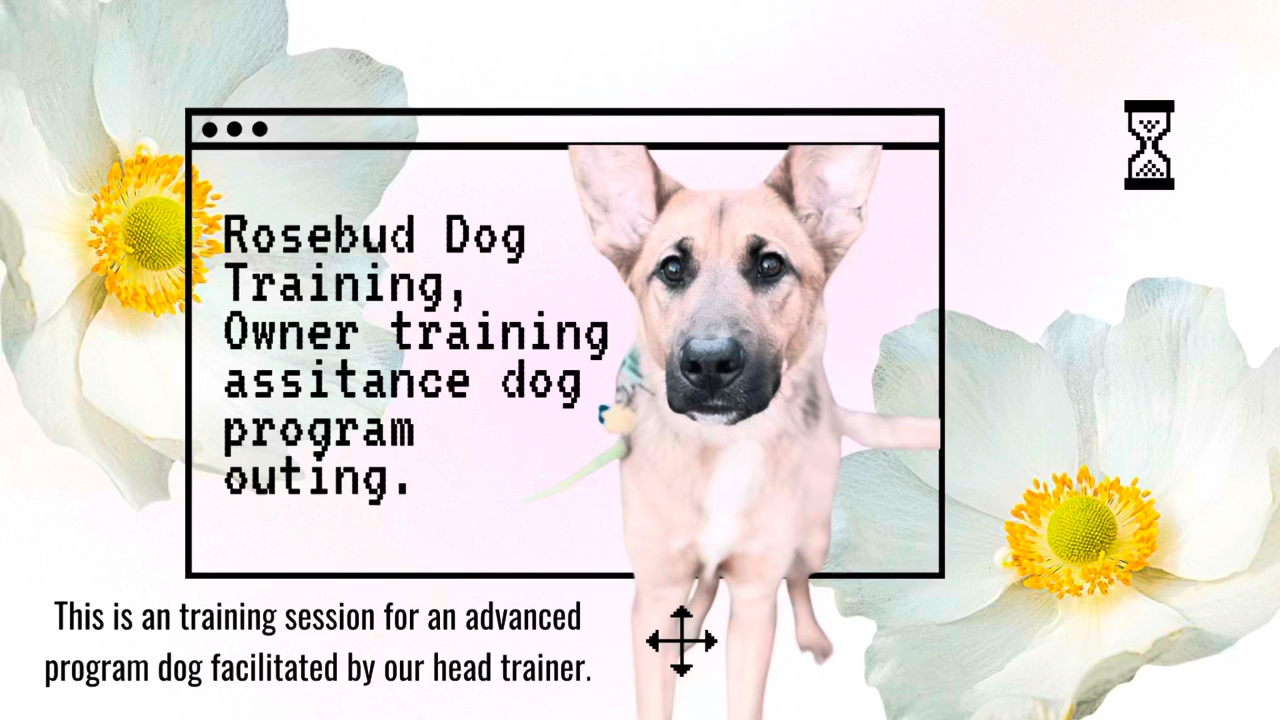 Rosebud Dog
Training,
Owner training
assitance dog
program
outing.
This is an training session for an advanced
program dog facilitated by our head trainer.